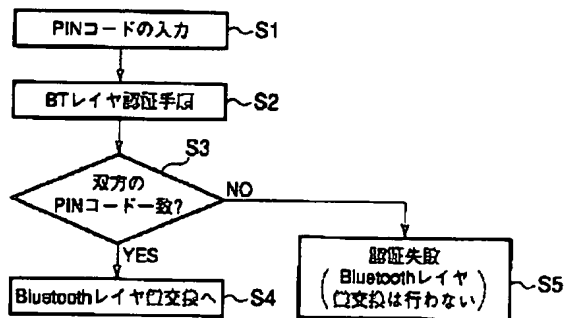 PINコードの入力
S1
BTレイヤ認証手段
S2
S3
双方の
PINコード一致?
NO
YES
Bluetoothレイヤ 交換へ
S4
認証失敗
(Bluetoothレイヤ
交換は行わない)
S5